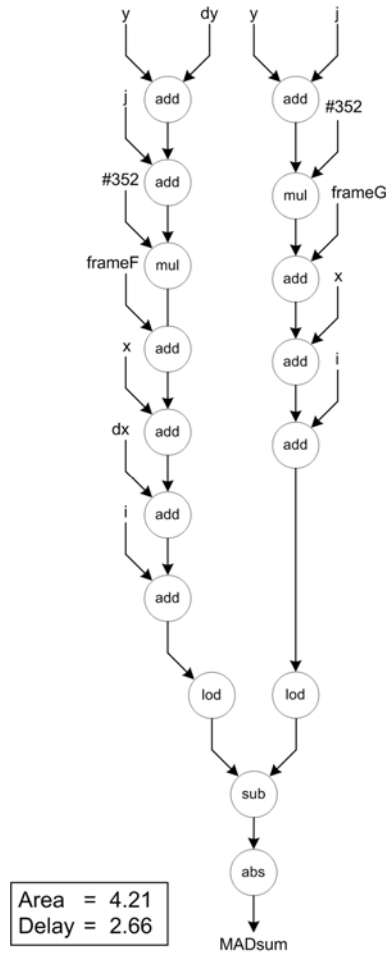 y dy y j
add add
j #352
add
#352 mul frameG
frameF mul
add x
x add add i
dx add add
i add
add
lod lod
sub
abs
Area = 4.21
Delay = 2.66
MADsum